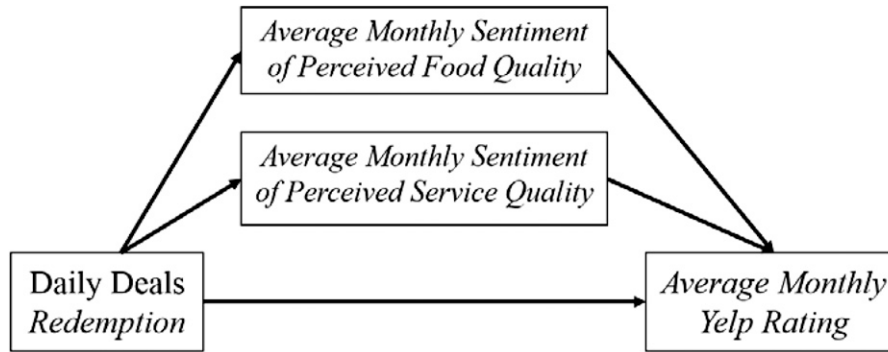 Average Monthly Sentiment
of Perceived Food Quality
Average Monthly Sentiment
of Perceived Service Quality
Daily Deals
Redemption
Average Monthly
Yelp Rating